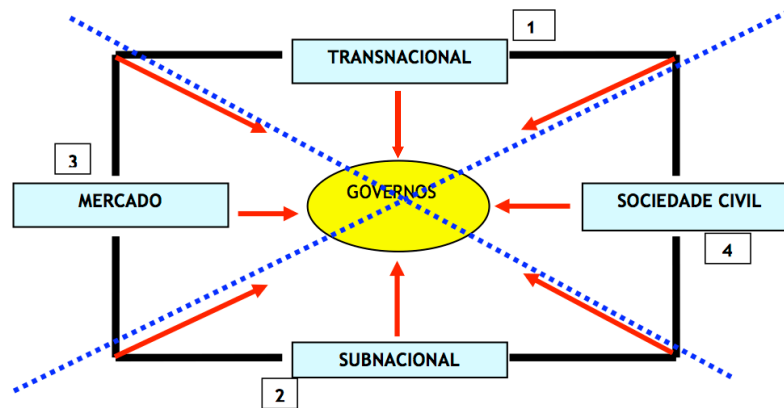 1
TRANSNACIONAL
3
GOVERNOS
MERCADO
SOCIEDADE CIVIL
4
SUBNACIONAL
2